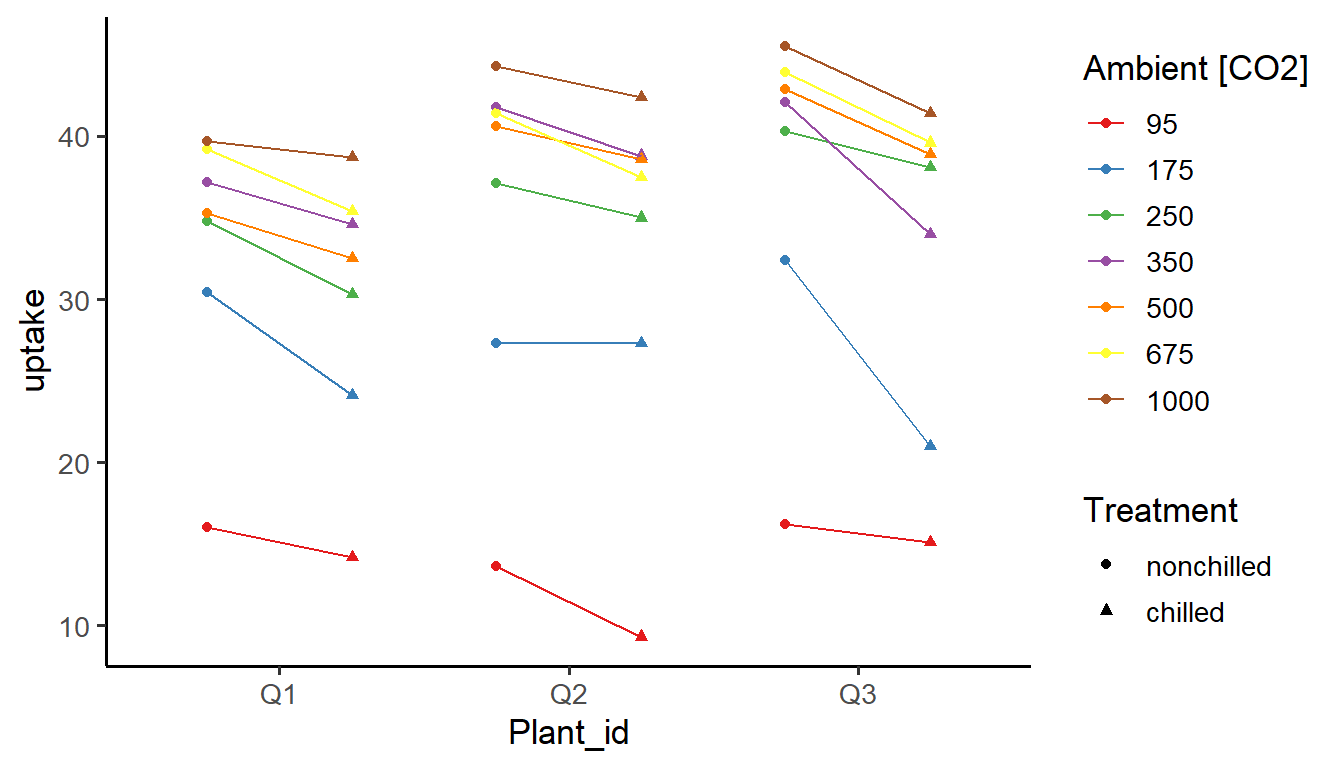 40
30
20
10
uptake
Q1 Q2 Q3
Plant_id
Ambient [CO2]
95
175
250
350
500
675
1000
Treatment
nonchilled
chilled